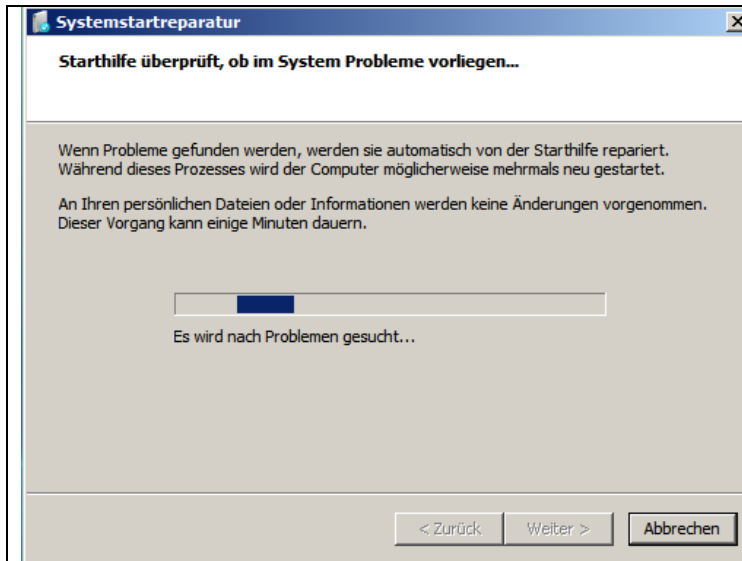 Systemstartreparatur
Starthilfe überprüft, ob im System Probleme vorliegen...
Wenn Probleme gefunden werden, werden sie automatisch von der Starthilfe repariert.
Während dieses Prozesses wird der Computer möglicherweise mehrmals neu gestartet.
An Ihren persönlichen Dateien oder Informationen werden keine Änderungen vorgenommen.
Dieser Vorgang kann einige Minuten dauern.
Es wird nach Problemen gesucht...
< Zurück Weiter > Abbrechen